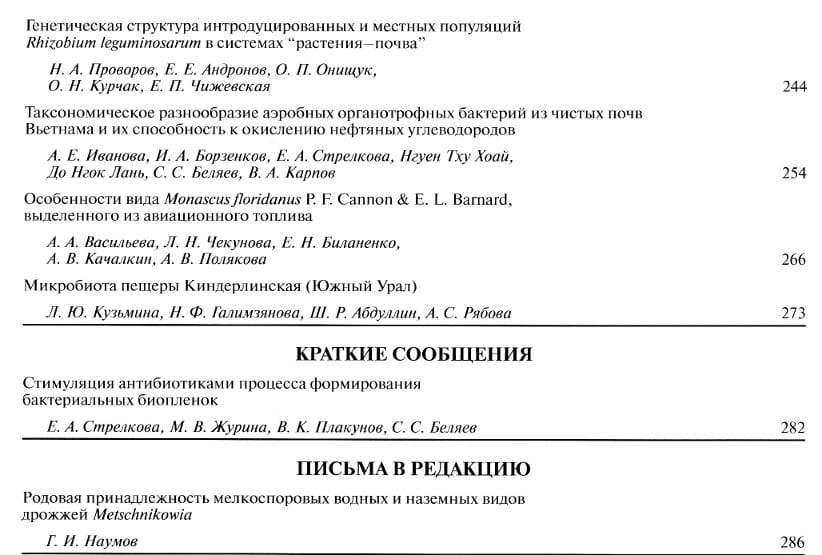 Генетическая структура интродуцированных и местных популяций
Rhizobium leguminosarum в системах “растения–почва”
Н. А. Проворов, Е. Е. Андронов, О. П. Онищук,
О. Н. Курчак, Е. П. Чижевская 244
Таксономическое разнообразие аэробных органотрофных бактерий из чистых почв
Вьетнама и их способность к окислению нефтяных углеводородов
А. Е. Иванова, И. А. Борзенков, Е. А. Стрелкова, Нгуен Тху Хоай,
До Нгок Лань, С. С. Беляев, В. А. Карпов 254
Особенности вида Monascus floridanus P. F. Cannon & E. L. Barnard,
выделенного из авиационного топлива
А. А. Васильева, Л. Н. Чекунова, Е. Н. Биланенко,
А. В. Качалкин, А. В. Полякова 266
Микробиота пещеры Киндерлинская (Южный Урал)
Л. Ю. Кузьмина, Н. Ф. Галимзянова, Ш. Р. Абдуллин, А. С. Рябова 273
КРАТКИЕ СООБЩЕНИЯ
Стимуляция антибиотиками процесса формирования
бактериальных биопленок
Е. А. Стрелкова, М. В. Журина, В. К. Плакунов, С. С. Беляев 282
ПИСЬМА В РЕДАКЦИЮ
Родовая принадлежность мелкоспоровых водных и наземных видов
дрожжей Metschnikowia
Г. И. Наумов 286